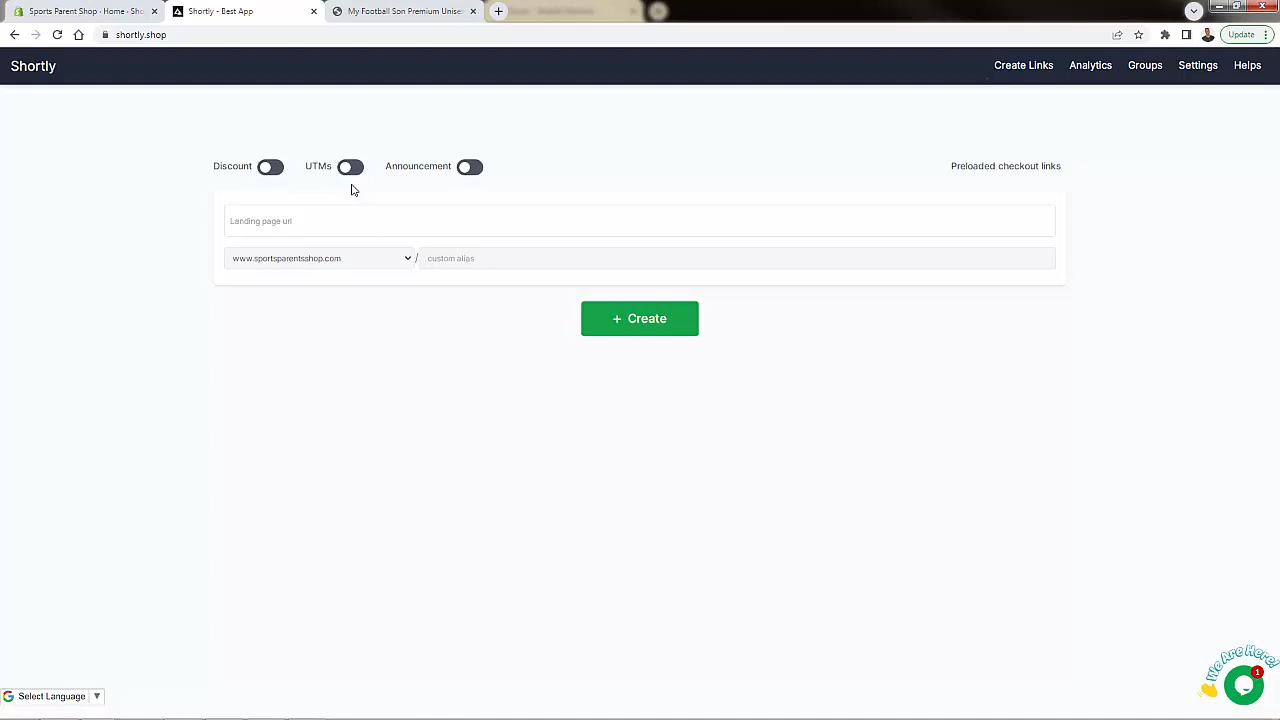 Sports Parent Shop - Home - Sho
Shortly - Best App
My Football Son Premium Unisex
shortly.shop
Update
Shortly
Create Links
Analytics
Groups
Settings
Helps
Discount
UTMs
Announcement
Preloaded checkout links
Landing page url
www.sportsparentsshop.com
/
custom alias
+ Create
We Are Here!
1
Select Language